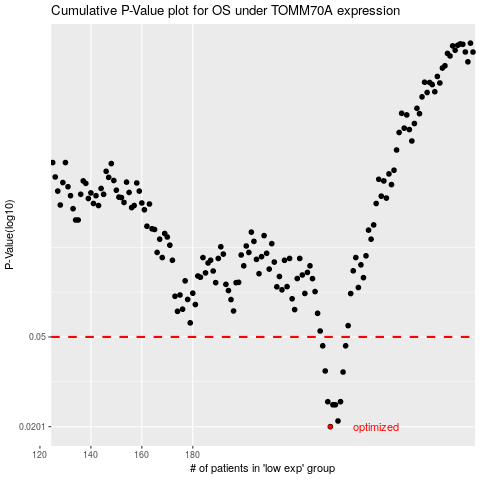 Cumulative P-Value plot for OS under TOMM70A expression
P-Value(log10)
0.05
0.0201
optimized
120 140 160 180
# of patients in 'low exp' group